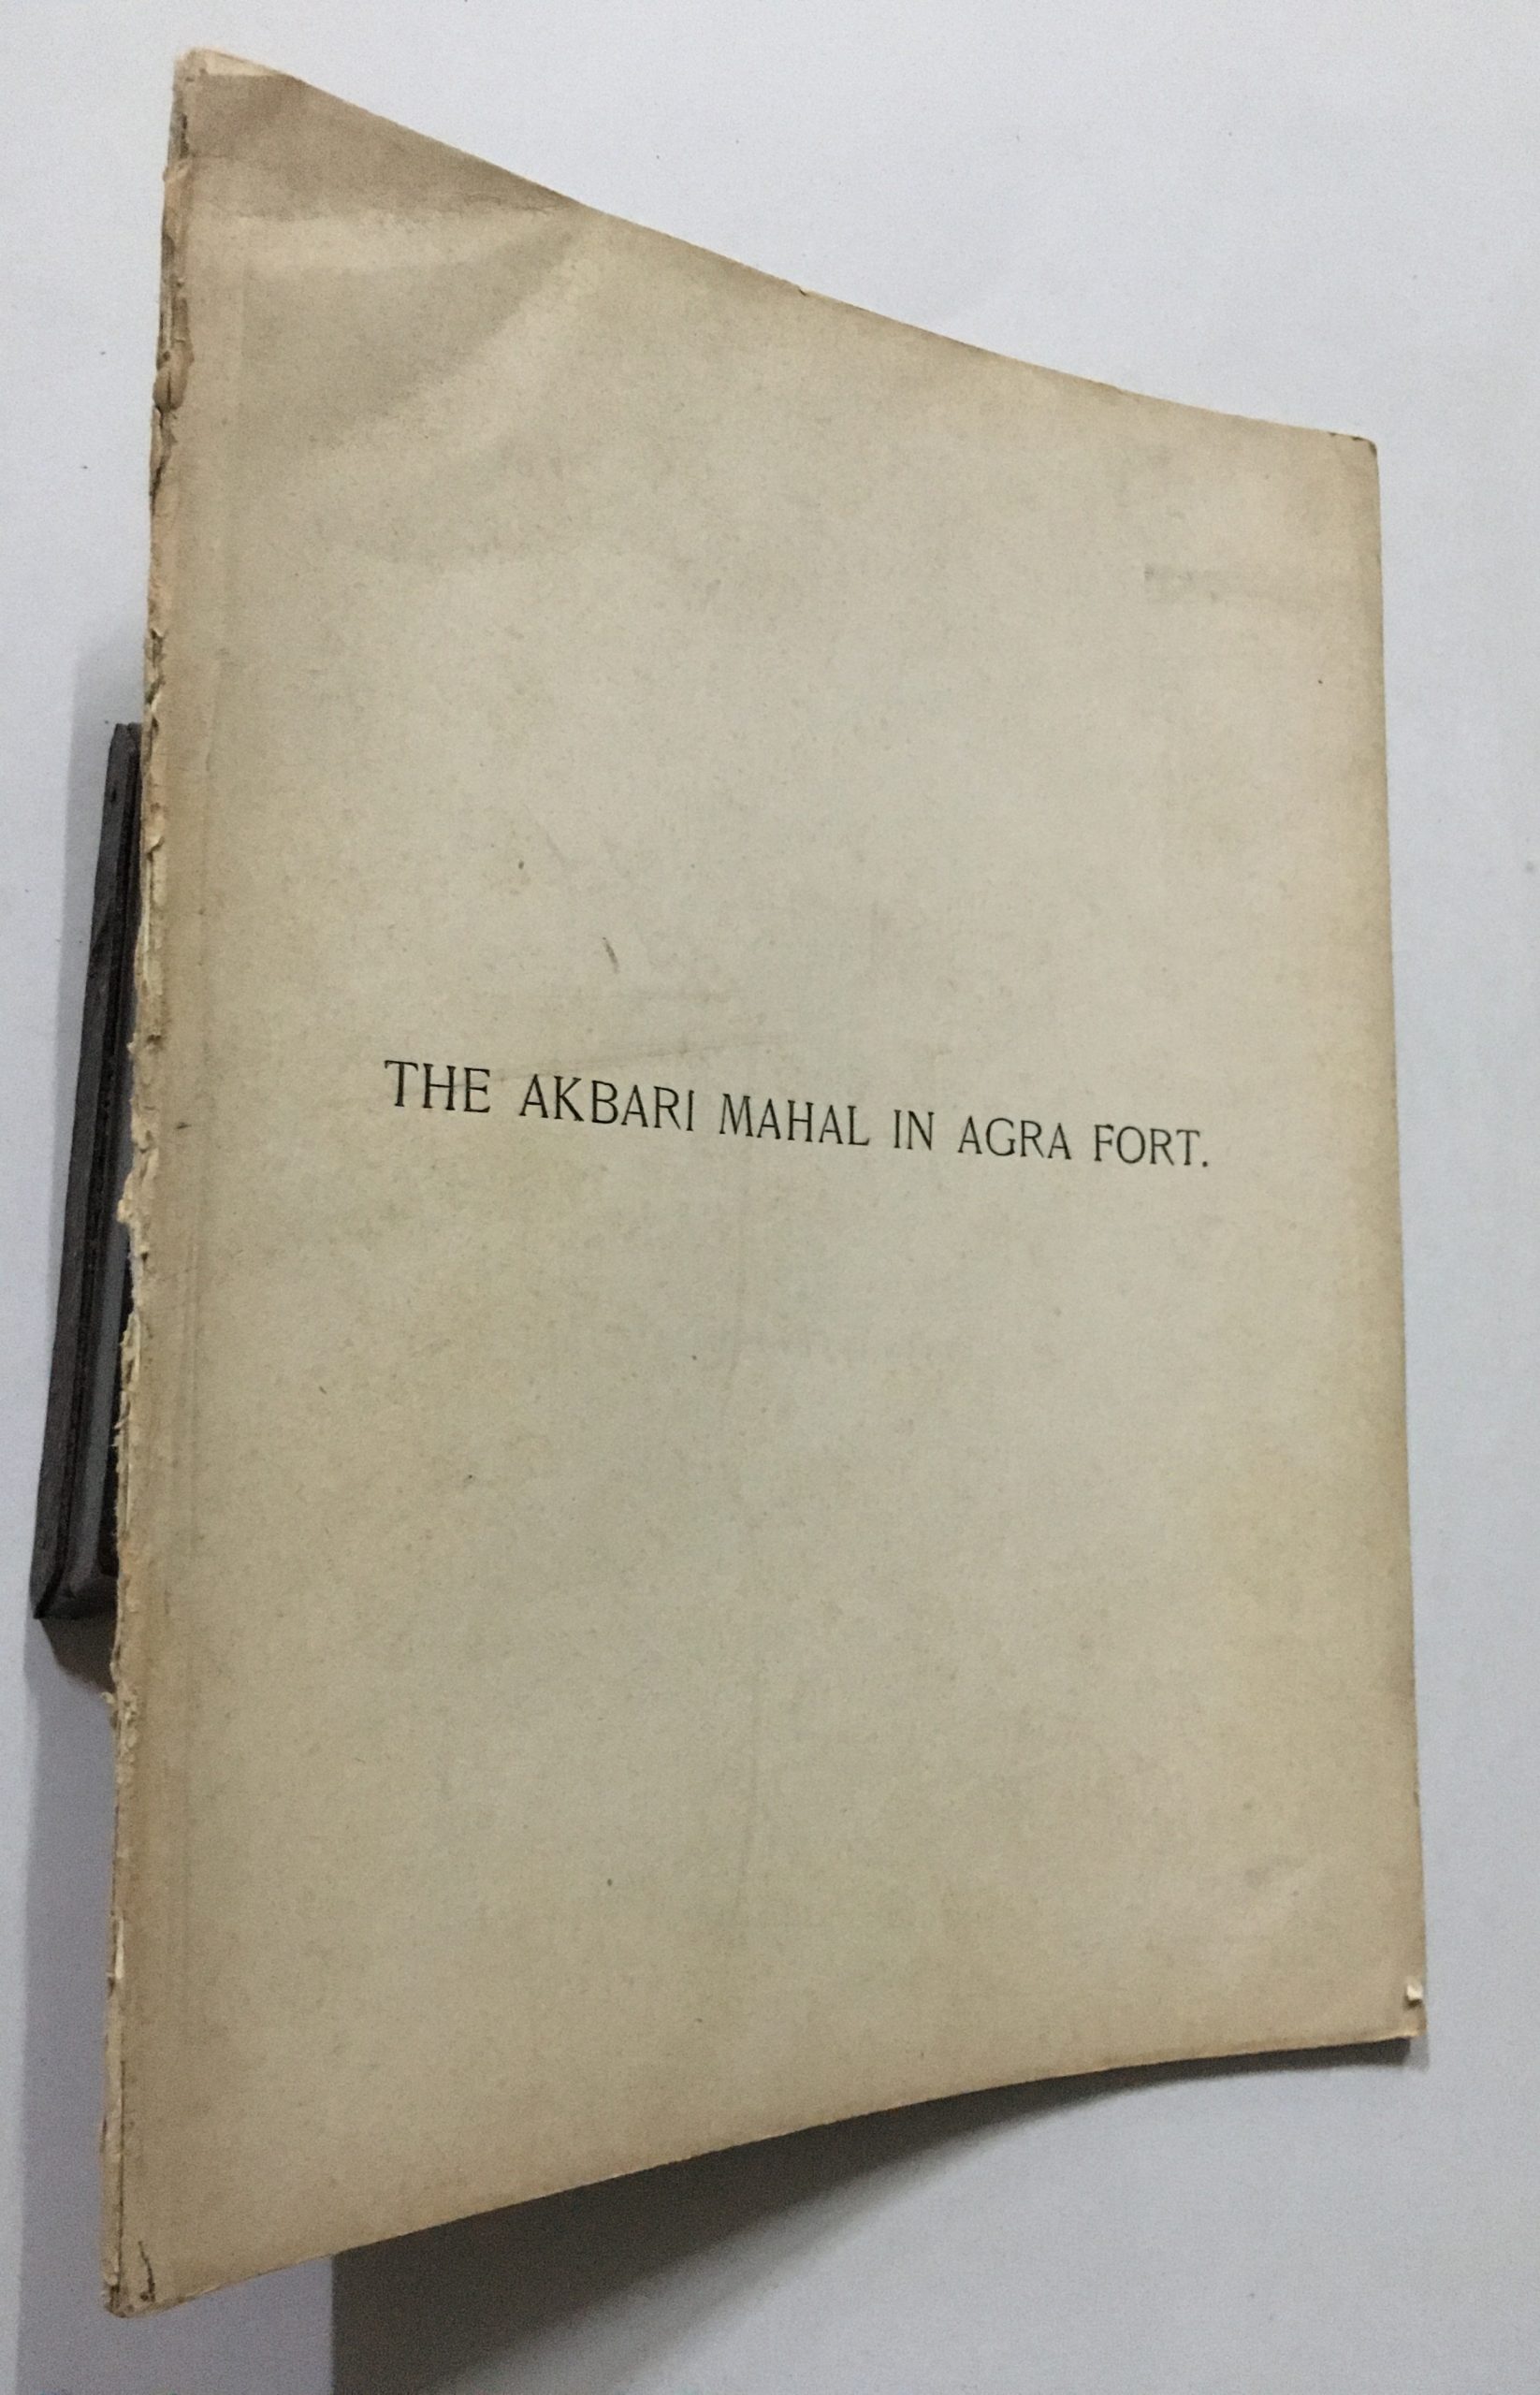 THE AKBARI MAHAL IN AGRA FORT.